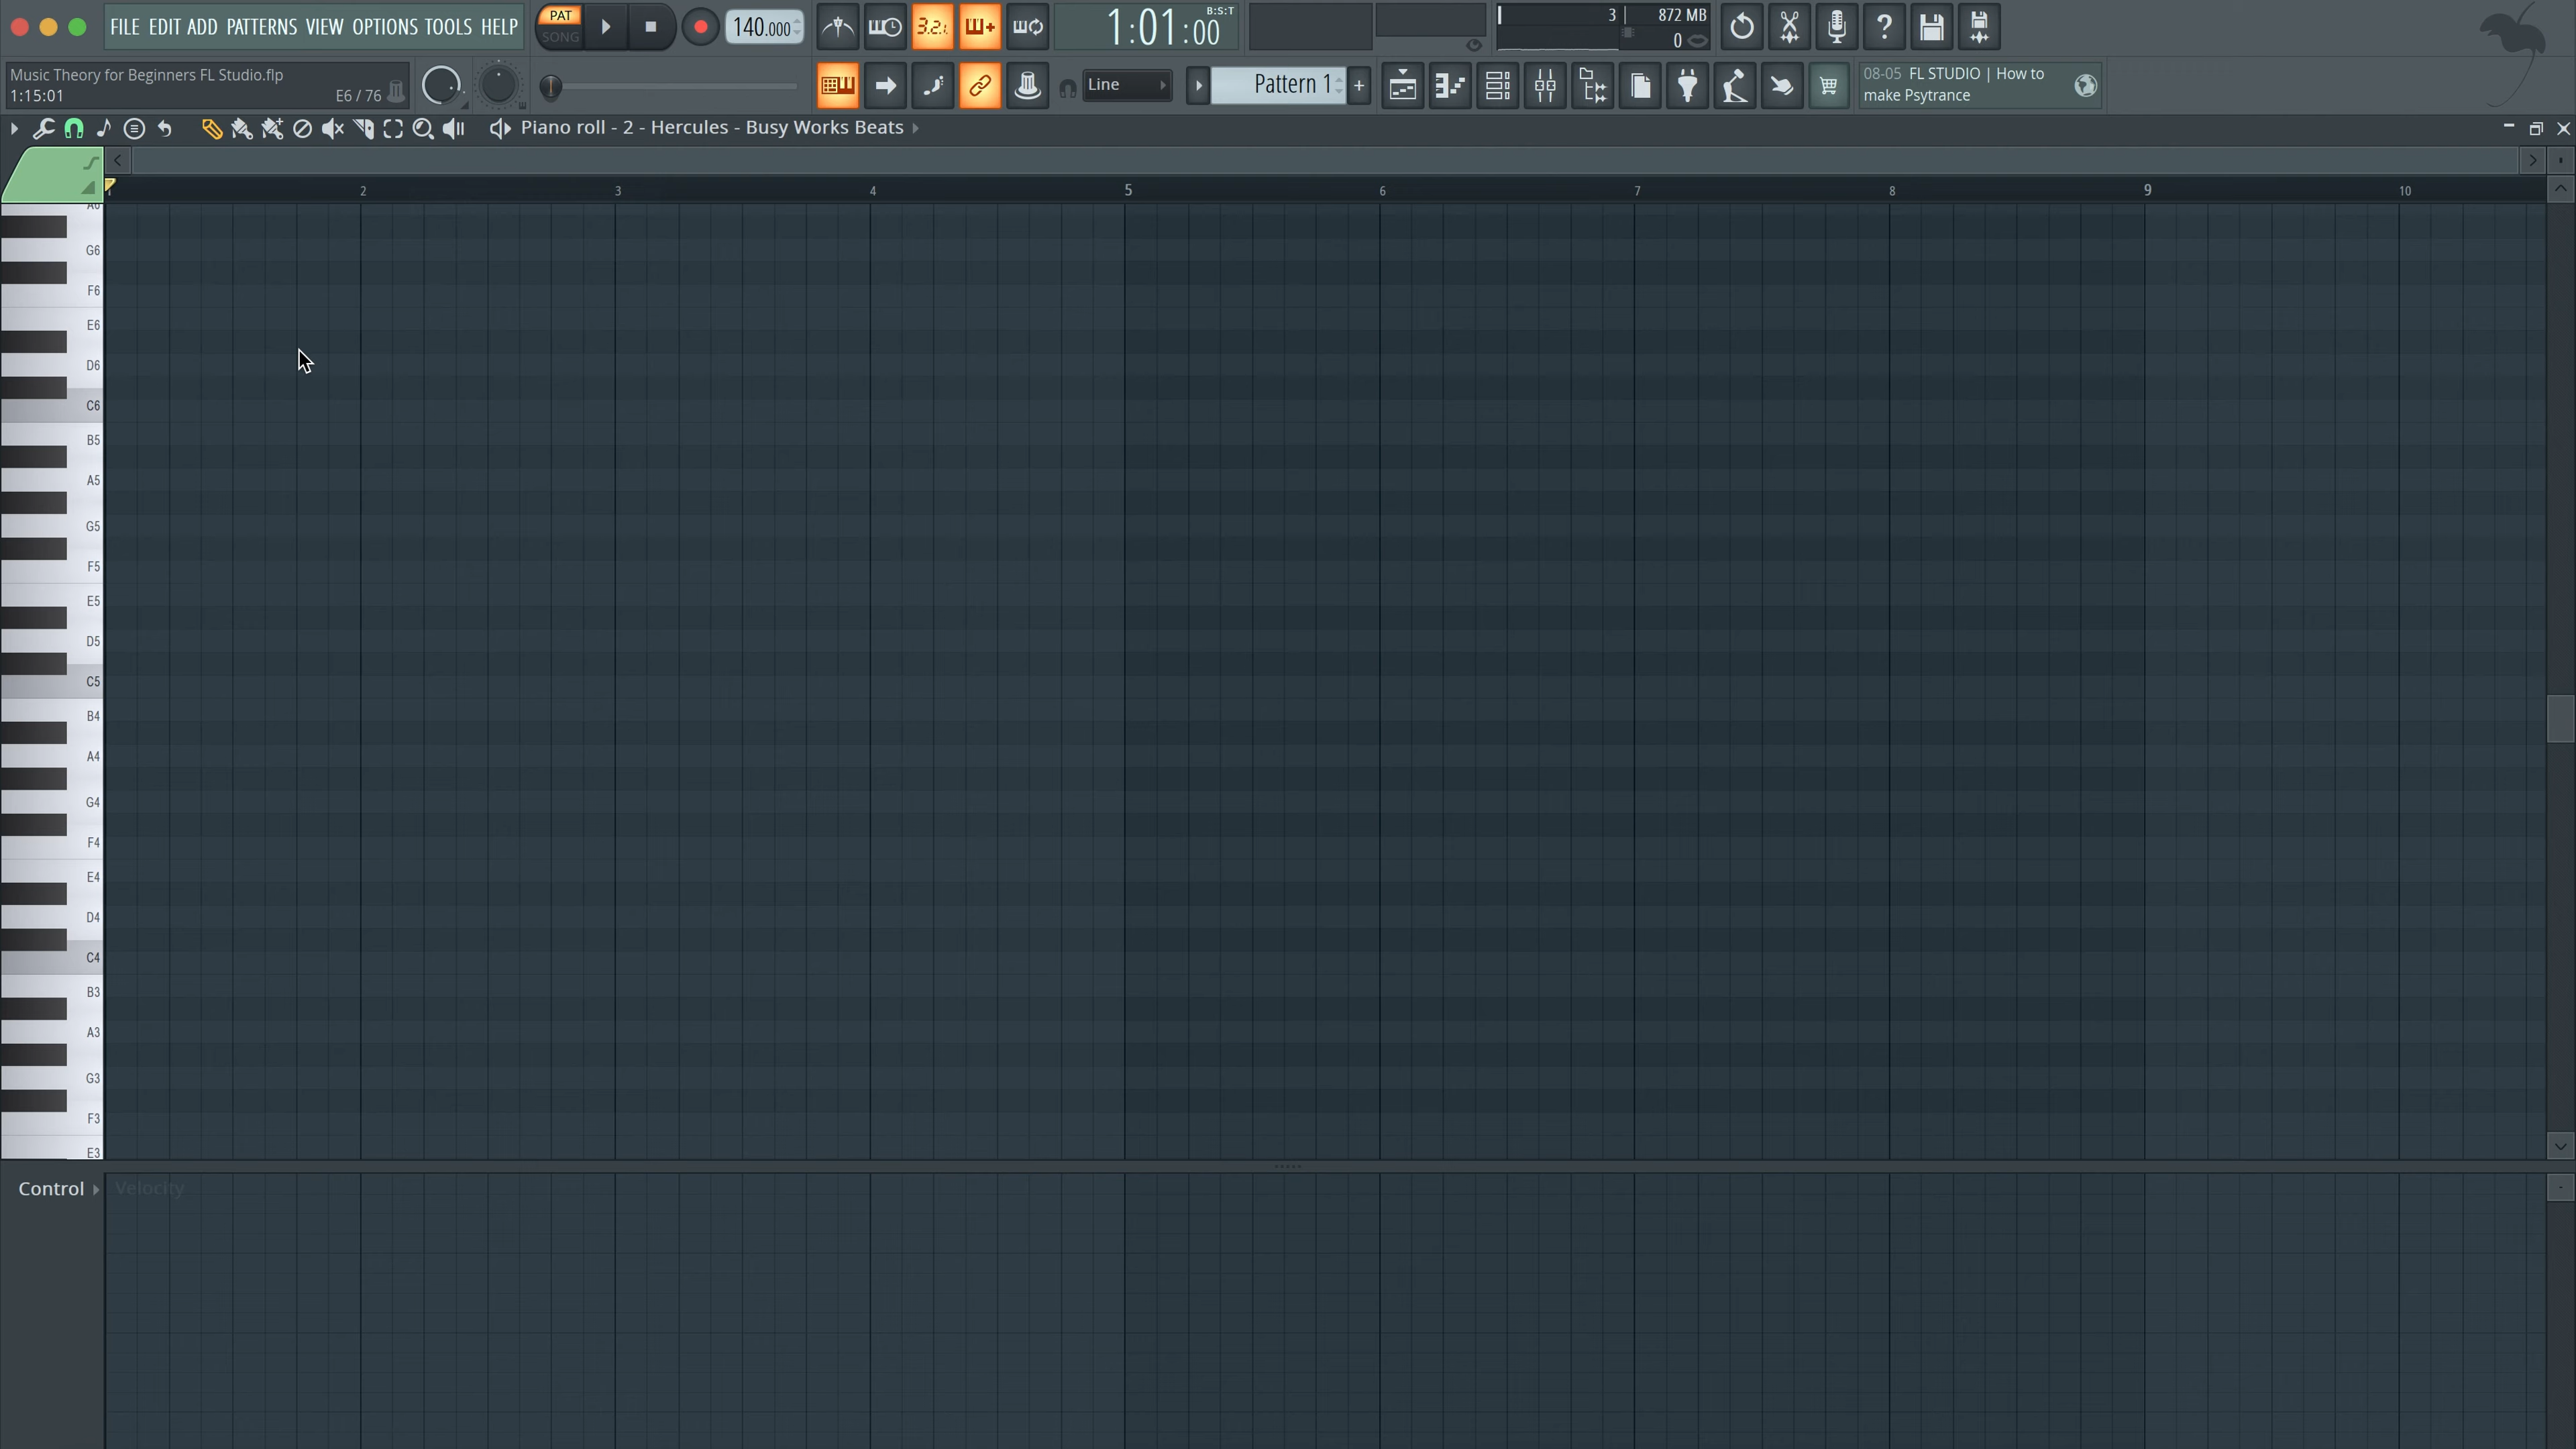 FILE EDIT ADD PATTERNS VIEW OPTIONS TOOLS HELP
PAT
SONG
140.000
3.2.
1:01:00
B:S:T
3
872 MB
0
Music Theory for Beginners FL Studio.flp
1:15:01
E6 / 76
Line
Pattern 1
+
08-05 FL STUDIO | How to
make Psytrance
Piano roll - 2 - Hercules - Busy Works Beats
2 3 4 5 6 7 8 9 10
G6
F6
E6
D6
C6
B5
A5
G5
F5
E5
D5
C5
B4
A4
G4
F4
E4
D4
C4
B3
A3
G3
F3
E3
Control
Velocity